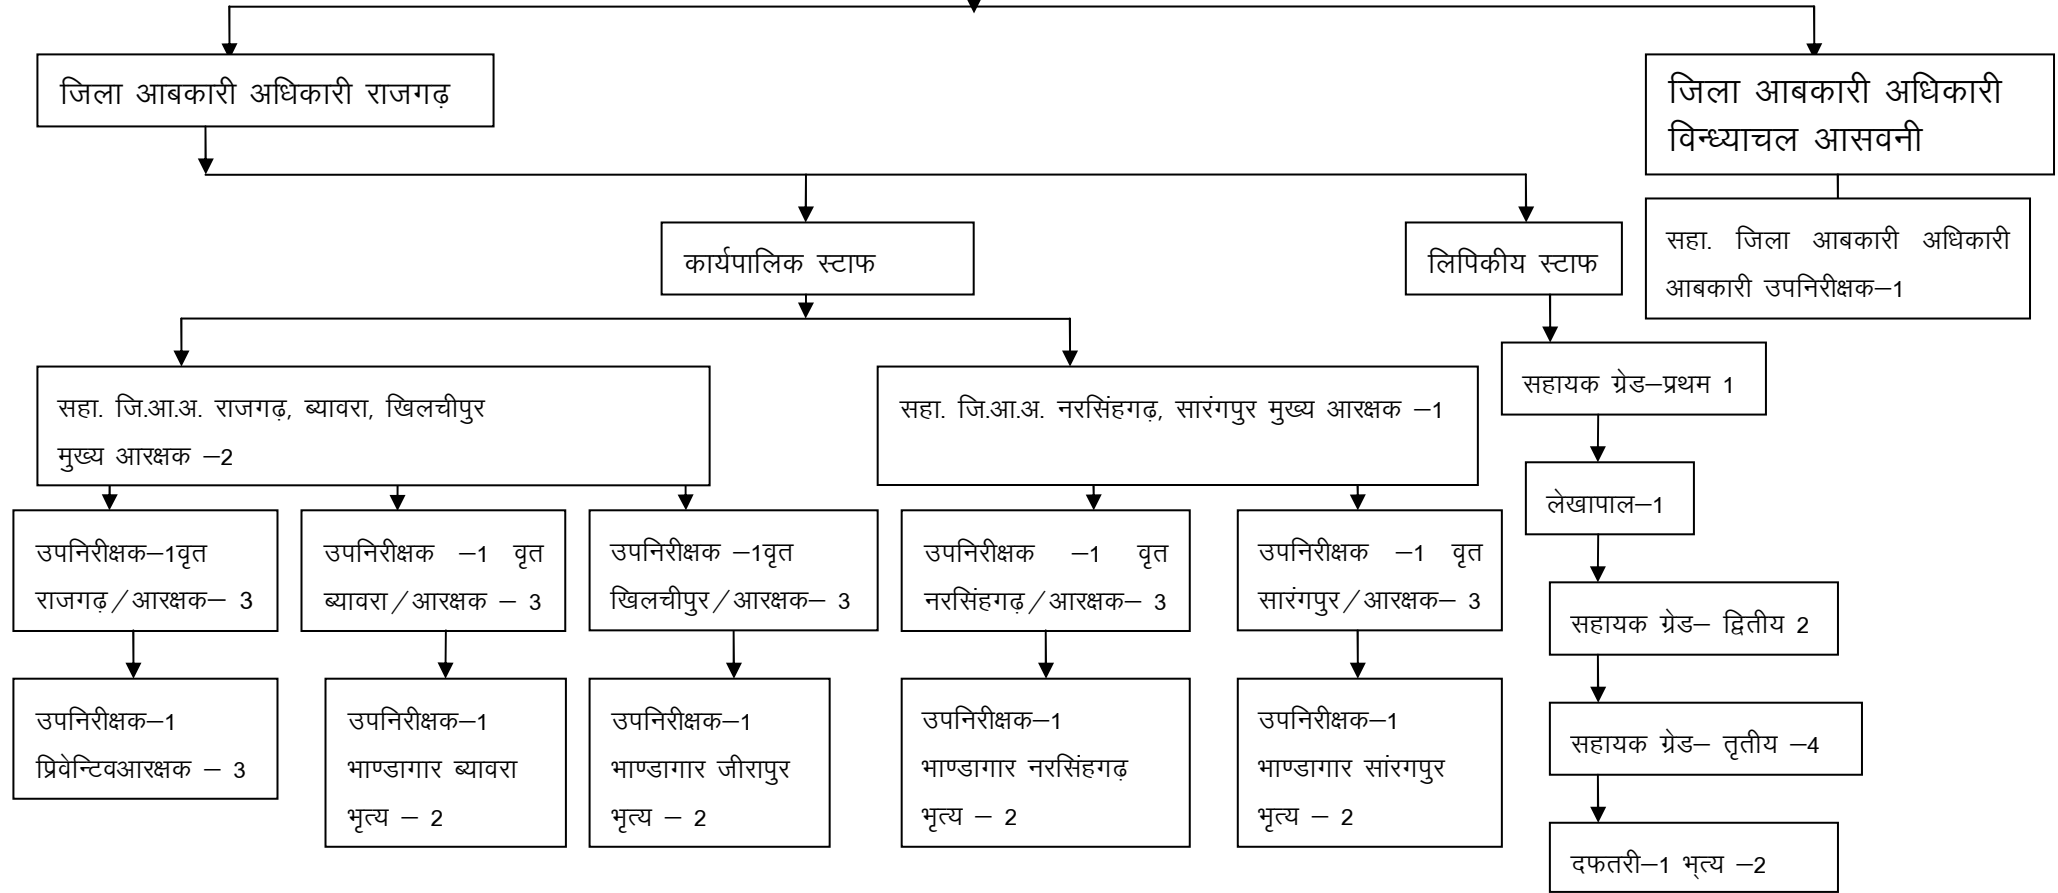 जिला आबकारी अधिकारी राजगढ़
जिला आबकारी अधिकारी
विन्ध्याचल आसवनी
सहा. जिला आबकारी अधिकारी
आबकारी उपनिरीक्षक–1
कार्यपालिक स्टाफ
लिपिकीय स्टाफ
सहा. जि.आ.अ. राजगढ़, ब्यावरा, खिलचीपुर
मुख्य आरक्षक –2
सहा. जि.आ.अ. नरसिंहगढ़, सारंगपुर मुख्य आरक्षक –1
सहायक ग्रेड–प्रथम 1
लेखापाल–1
उपनिरीक्षक–1वृत
राजगढ़/आरक्षक– 3
उपनिरीक्षक –1 वृत
ब्यावरा/आरक्षक – 3
उपनिरीक्षक –1वृत
खिलचीपुर/आरक्षक– 3
उपनिरीक्षक –1 वृत
नरसिंहगढ़/आरक्षक– 3
उपनिरीक्षक –1 वृत
सारंगपुर/आरक्षक– 3
सहायक ग्रेड– द्वितीय 2
उपनिरीक्षक–1
प्रिवेन्टिवआरक्षक – 3
उपनिरीक्षक–1
भाण्डागार ब्यावरा
भृत्य – 2
उपनिरीक्षक–1
भाण्डागार जीरापुर
भृत्य – 2
उपनिरीक्षक–1
भाण्डागार नरसिंहगढ़
भृत्य – 2
उपनिरीक्षक–1
भाण्डागार सांरगपुर
भृत्य – 2
सहायक ग्रेड– तृतीय –4
दफतरी–1 भ्त्य –2